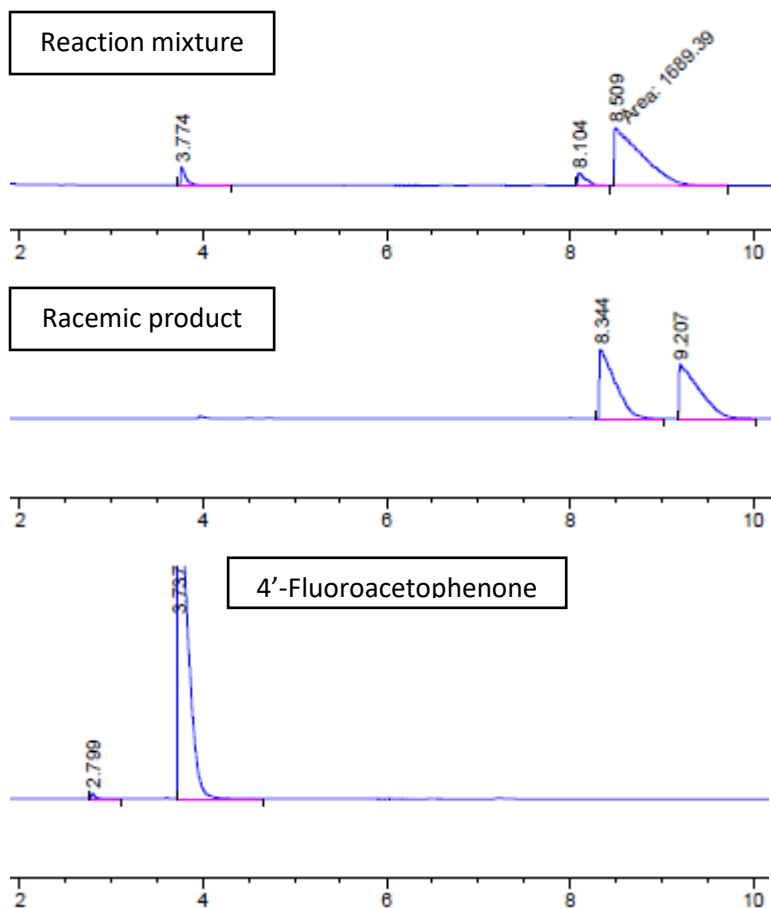 Reaction mixture
3.774
8.104
8.509
Area: 1689.39
2 4 6 8 10
Racemic product
8.344
9.207
2 4 6 8 10
4’-Fluoroacetophenone
3.737
2.799
2 4 6 8 10